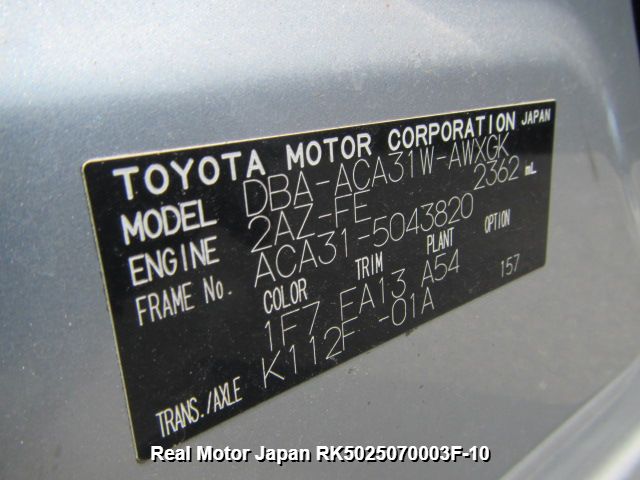 TOYOTA MOTOR CORPORATION JAPAN
MODEL DBA-ACA31W-AWXGK
ENGINE 2AZ-FE 2362 mL
FRAME No. ACA31-5043820
COLOR TRIM PLANT OPTION
1F7 FA13 A54 157
TRANS./AXLE K112F -01A
Real Motor Japan RK5025070003F-10